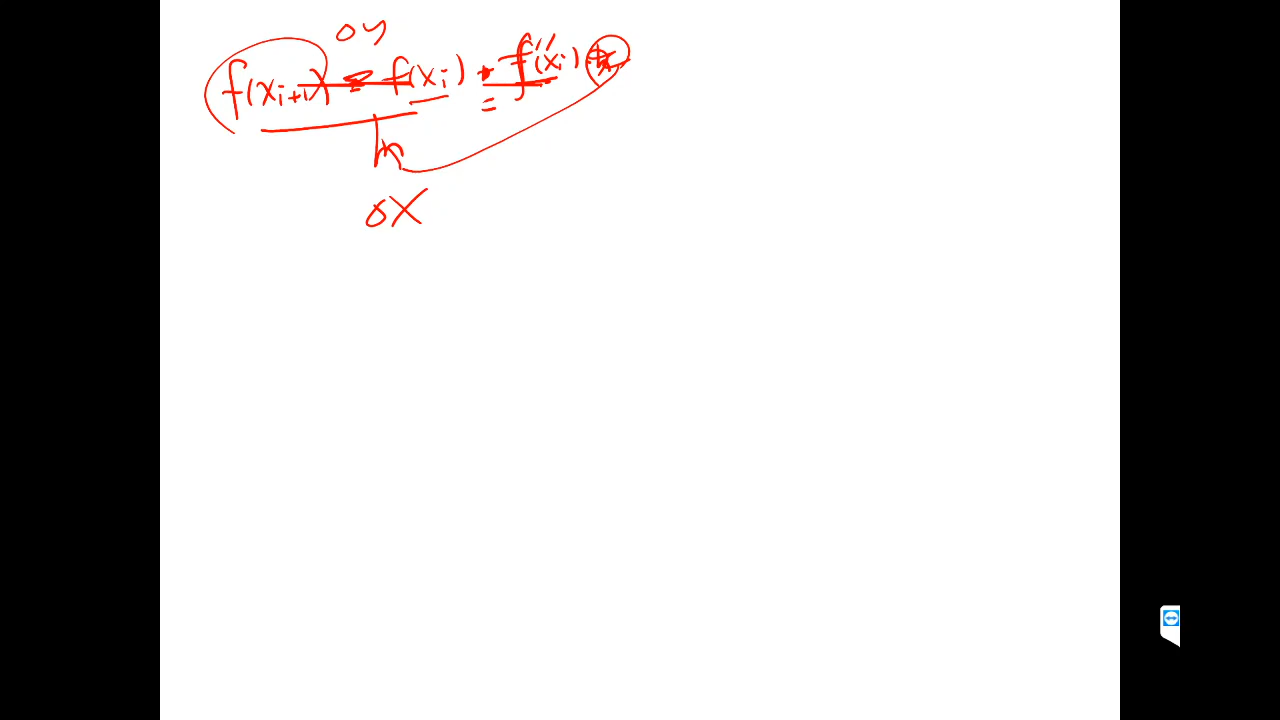 oy
f(xi+1) = f(xi) = f''(xi) h
h
oX